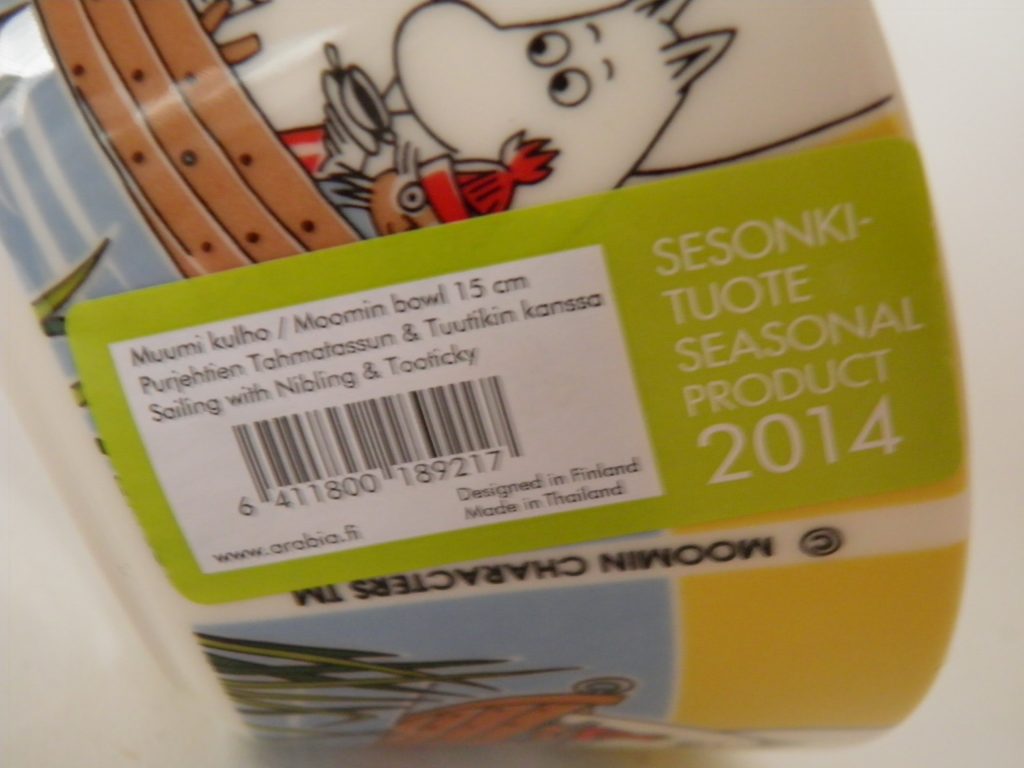 Muumi kulho / Moomin bowl 15 cm
Purjehtien Tahmatassun & Tuutikin kanssa
Sailing with Nibling & Tooticky
6 411800 189217
Designed in Finland
Made in Thailand
www.arabia.fi
SESONKI-
TUOTE
SEASONAL
PRODUCT
2014
© MOOMIN CHARACTERS TM